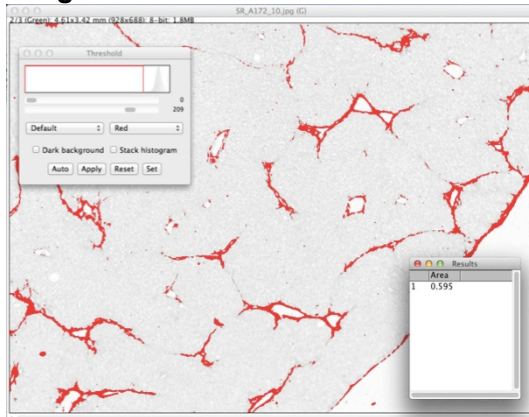 SR_A172_10.jpg (G)
2/3 (Green); 4.61x3.42 mm (928x688); 8-bit; 1.8MB
Threshold
0
209
Default Red
Dark background Stack histogram
Auto Apply Reset Set
Results
Area
1 0.595